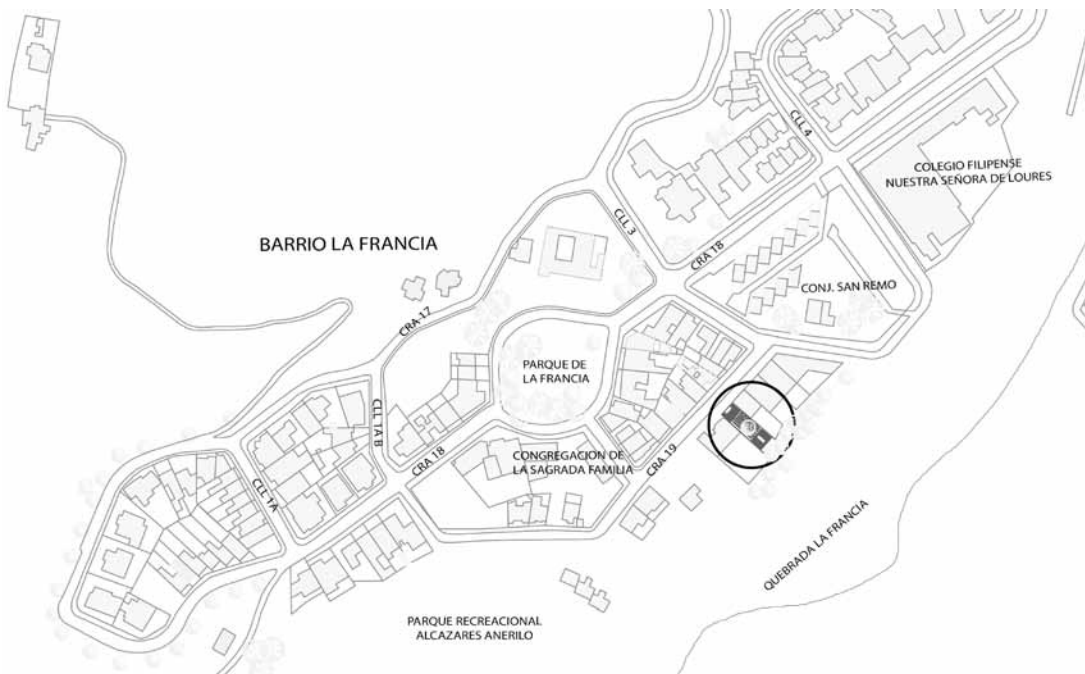 CLL 4
COLEGIO FILIPENSE
NUESTRA SEÑORA DE LOURES
BARRIO LA FRANCIA
CLL 3
CRA 18
CONJ. SAN REMO
CRA 17
PARQUE DE
LA FRANCIA
CLL 1A B
CRA 18
CONGREGACION DE
LA SAGRADA FAMILIA
CRA 19
CLL 1A
QUEBRADA LA FRANCIA
PARQUE RECREACIONAL
ALCAZARES ANERILO